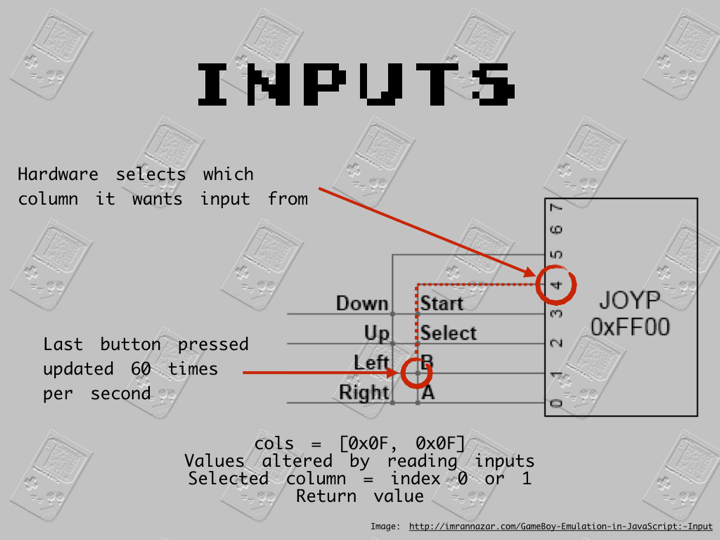 INPUTS
Hardware selects which
column it wants input from
7
6
5
4
3
2
1
0
JOYP
0xFF00
Down Start
Up Select
Left B
Right A
Last button pressed
updated 60 times
per second
cols = [0x0F, 0x0F]
Values altered by reading inputs
Selected column = index 0 or 1
Return value
Image: http://imrannazar.com/GameBoy-Emulation-in-JavaScript:-Input